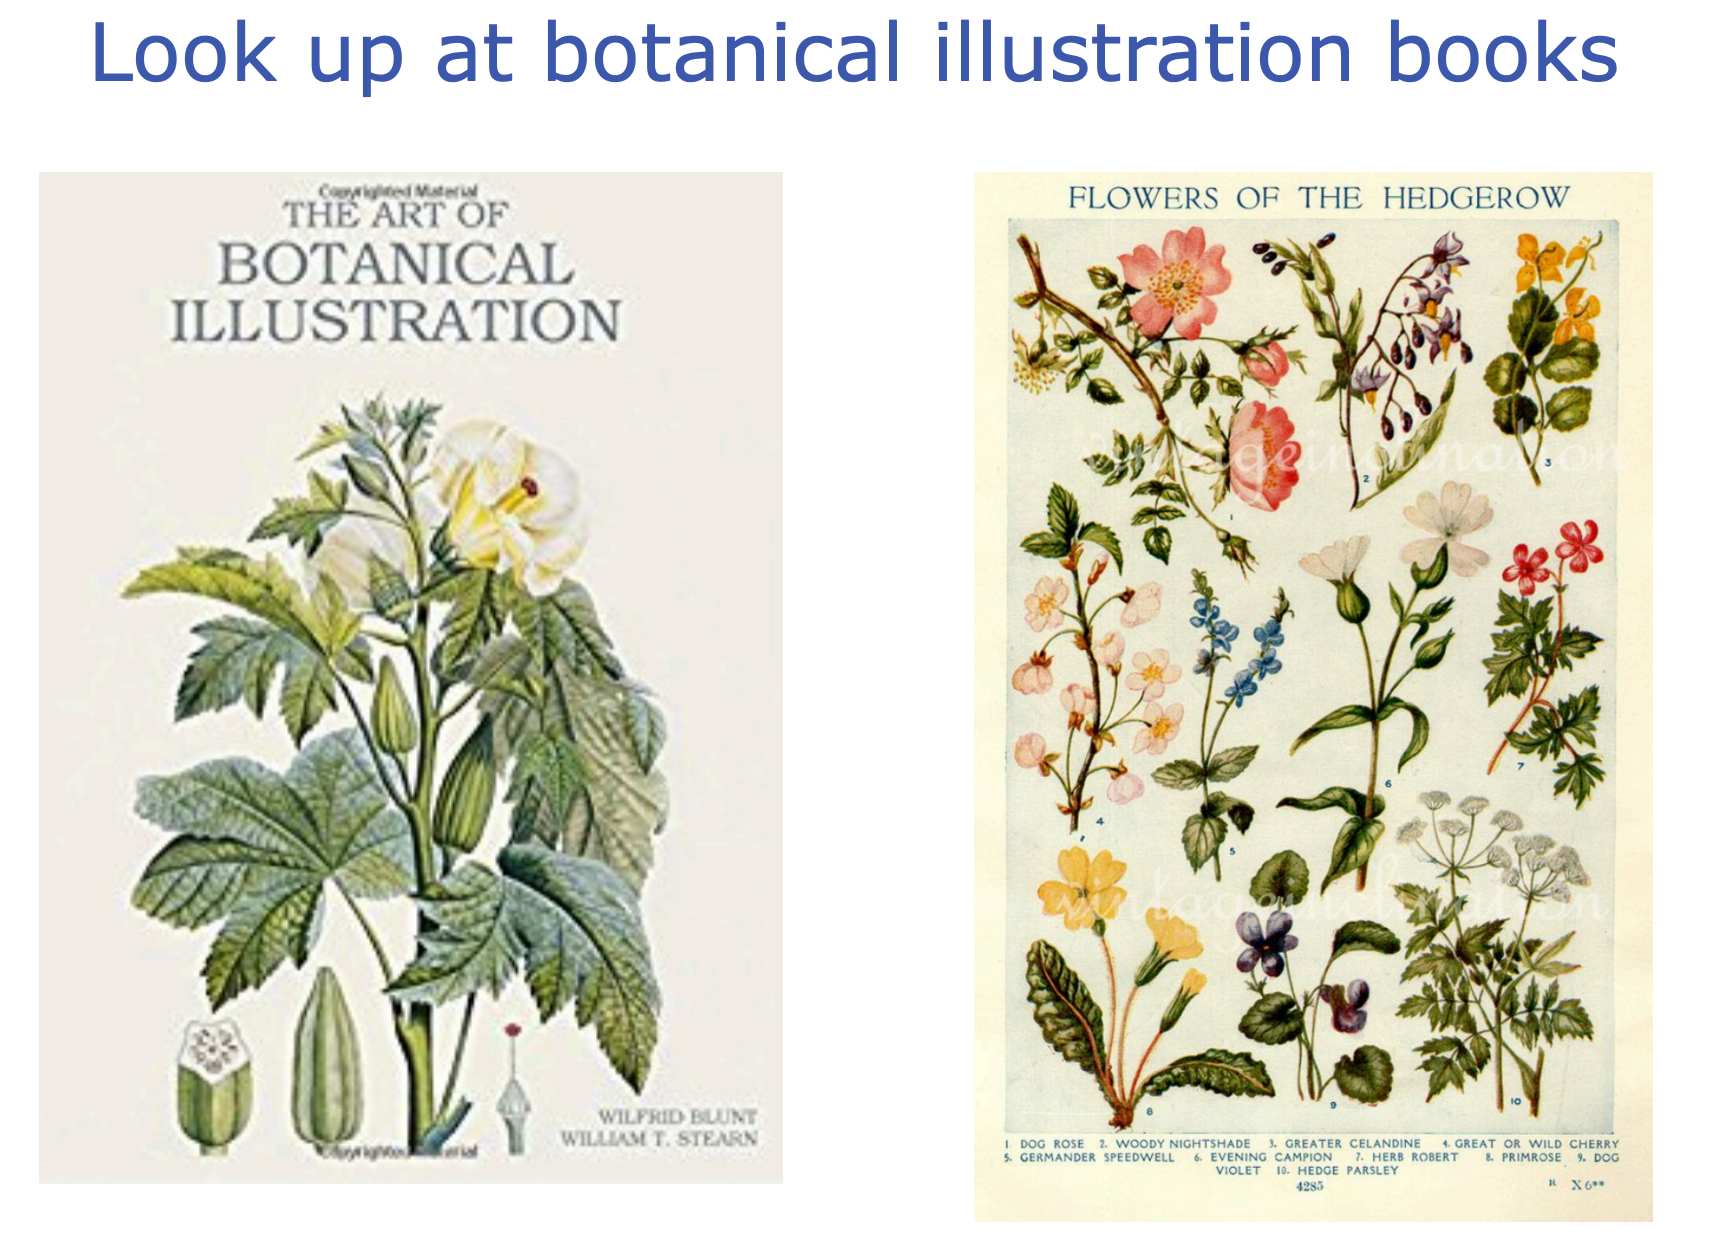 Look up at botanical illustration books
Copyrighted Material
THE ART OF
BOTANICAL
ILLUSTRATION
WILFRID BLUNT
WILLIAM T. STEARN
Copyrighted Material
FLOWERS OF THE HEDGEROW
vintageinclination
1
2
3
4
5
6
7
vintageinclination
8
9
10
1. DOG ROSE 2. WOODY NIGHTSHADE 3. GREATER CELANDINE 4. GREAT OR WILD CHERRY
5. GERMANDER SPEEDWELL 6. EVENING CAMPION 7. HERB ROBERT 8. PRIMROSE 9. DOG
VIOLET 10. HEDGE PARSLEY
4285
X 6**